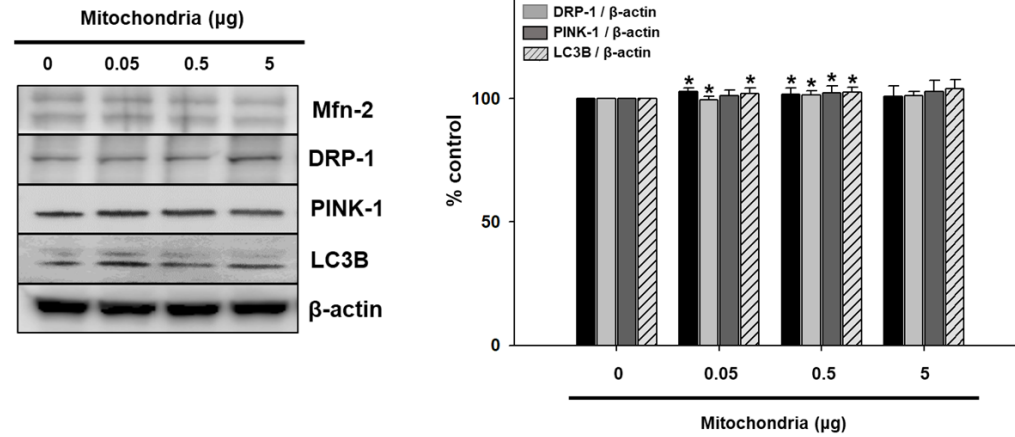 Mitochondria (µg)
0 0.05 0.5 5
Mfn-2
DRP-1
PINK-1
LC3B
β-actin
DRP-1 / β-actin
PINK-1 / β-actin
LC3B / β-actin
% control
100
50
0
* * * * * * *
0 0.05 0.5 5
Mitochondria (µg)